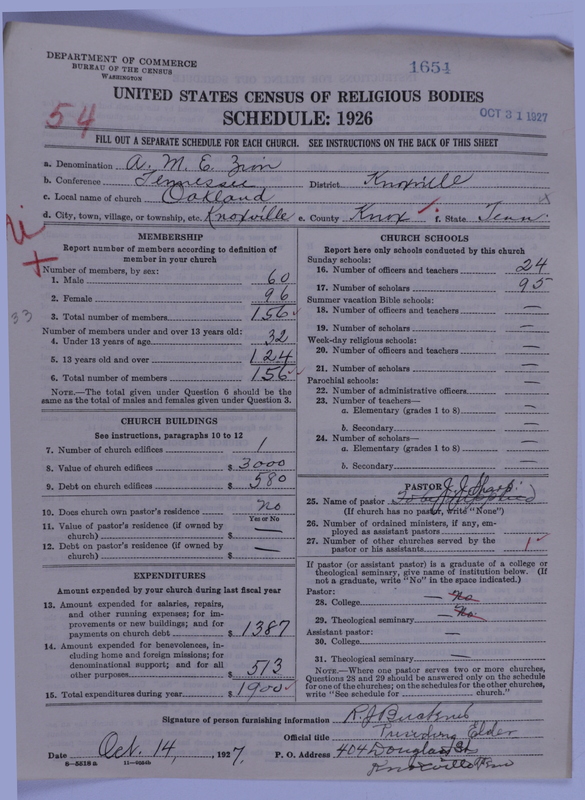 DEPARTMENT OF COMMERCE
BUREAU OF THE CENSUS
WASHINGTON
1654
UNITED STATES CENSUS OF RELIGIOUS BODIES
SCHEDULE: 1926
54
OCT 31 1927
FILL OUT A SEPARATE SCHEDULE FOR EACH CHURCH. SEE INSTRUCTIONS ON THE BACK OF THIS SHEET
a. Denomination A. M. E. Zion
b. Conference Tennessee District Knoxville
c. Local name of church Oakland
d. City, town, village, or township, etc. Knoxville e. County Knox f. State Tenn.
MEMBERSHIP
Report number of members according to definition of member in your church
Number of members, by sex:
1. Male 60
2. Female 96
3. Total number of members 156
Number of members under and over 13 years old:
4. Under 13 years of age 32
5. 13 years old and over 124
6. Total number of members 156
NOTE.—The total given under Question 6 should be the same as the total of males and females given under Question 3.
33
CHURCH BUILDINGS
See instructions, paragraphs 10 to 12
7. Number of church edifices 1
8. Value of church edifices $ 3000
9. Debt on church edifices $ 580
10. Does church own pastor's residence no
Yes or No
11. Value of pastor's residence (if owned by church) $ —
12. Debt on pastor's residence (if owned by church) $ —
EXPENDITURES
Amount expended by your church during last fiscal year
13. Amount expended for salaries, repairs, and other running expenses; for improvements or new buildings; and for payments on church debt $ 1387
14. Amount expended for benevolences, including home and foreign missions; for denominational support; and for all other purposes $ 513
15. Total expenditures during year $ 1900
CHURCH SCHOOLS
Report here only schools conducted by this church
Sunday schools:
16. Number of officers and teachers 24
17. Number of scholars 95
Summer vacation Bible schools:
18. Number of officers and teachers —
19. Number of scholars —
Week-day religious schools:
20. Number of officers and teachers —
21. Number of scholars —
Parochial schools:
22. Number of administrative officers —
23. Number of teachers—
a. Elementary (grades 1 to 8) —
b. Secondary —
24. Number of scholars—
a. Elementary (grades 1 to 8) —
b. Secondary —
PASTOR
25. Name of pastor J. J. Sharp
(If church has no pastor, write "None")
26. Number of ordained ministers, if any, employed as assistant pastors
27. Number of other churches served by the pastor or his assistants 1
If pastor (or assistant pastor) is a graduate of a college or theological seminary, give name of institution below. (If not a graduate, write "No" in the space indicated.)
Pastor:
28. College — No
29. Theological seminary — No
Assistant pastor:
30. College —
31. Theological seminary —
NOTE.—Where one pastor serves two or more churches, Questions 28 and 29 should be answered only on the schedule for one of the churches; on the schedules for the other churches, write "See schedule for church."
Signature of person furnishing information R. J. Buckner
Official title Presiding Elder
Date Oct. 14, 1927. P. O. Address 404 Douglas St
Knoxville Tenn
8—5518a